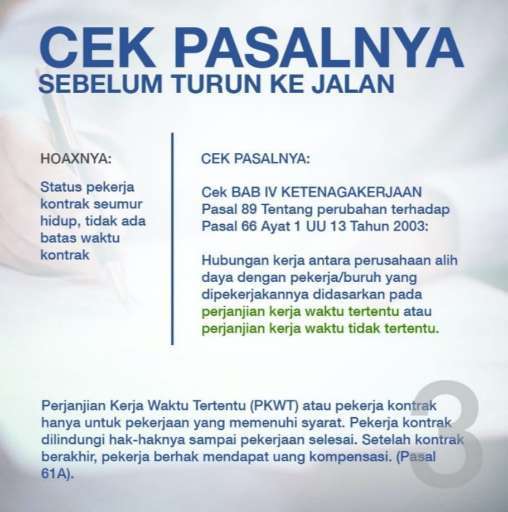 CEK PASALNYA
SEBELUM TURUN KE JALAN
HOAXNYA:
Status pekerja
kontrak seumur
hidup, tidak ada
batas waktu
kontrak
CEK PASALNYA:
Cek BAB IV KETENAGAKERJAAN
Pasal 89 Tentang perubahan terhadap
Pasal 66 Ayat 1 UU 13 Tahun 2003:
Hubungan kerja antara perusahaan alih
daya dengan pekerja/buruh yang
dipekerjakannya didasarkan pada
perjanjian kerja waktu tertentu atau
perjanjian kerja waktu tidak tertentu.
Perjanjian Kerja Waktu Tertentu (PKWT) atau pekerja kontrak
hanya untuk pekerjaan yang memenuhi syarat. Pekerja kontrak
dilindungi hak-haknya sampai pekerjaan selesai. Setelah kontrak
berakhir, pekerja berhak mendapat uang kompensasi. (Pasal
61A).
3